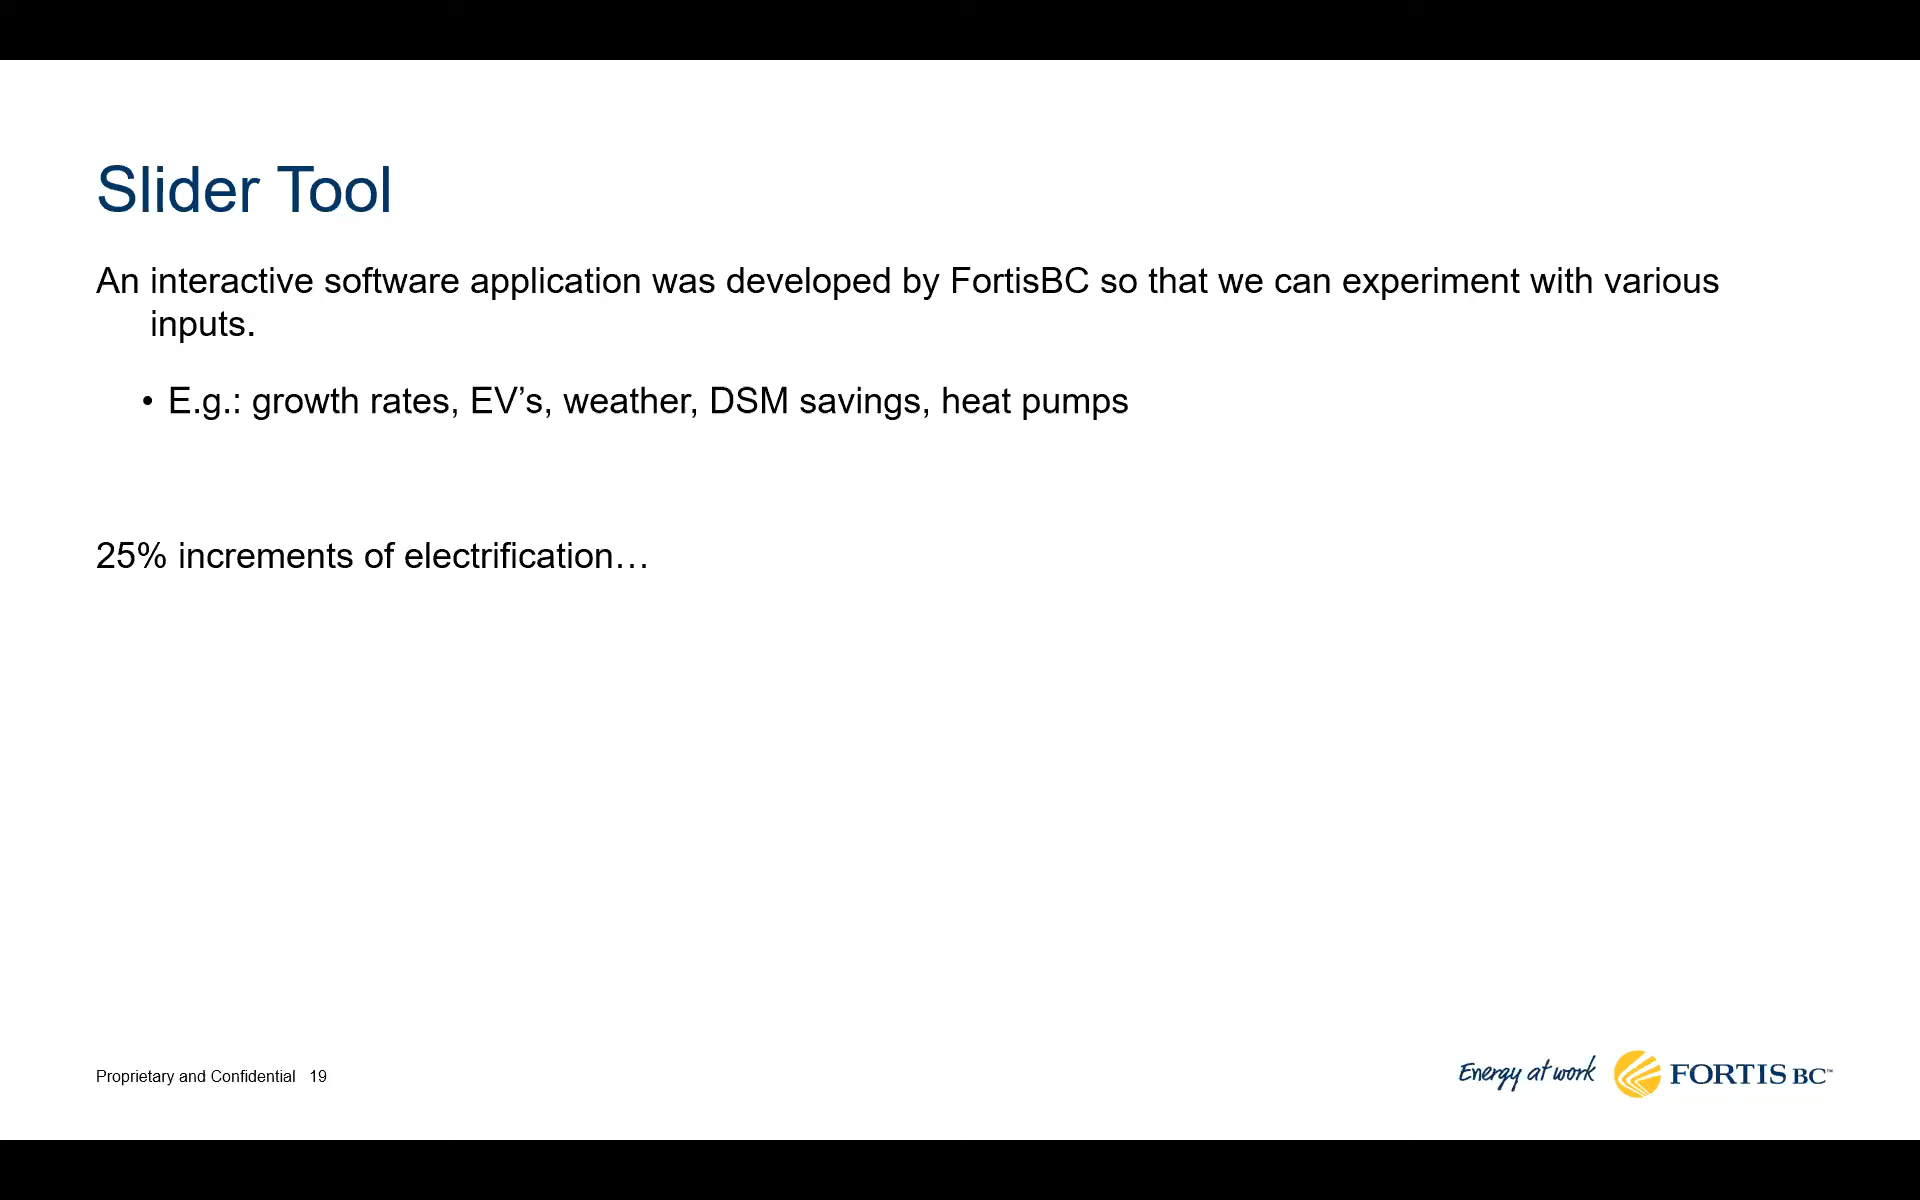 Slider Tool
An interactive software application was developed by FortisBC so that we can experiment with various
inputs.
• E.g.: growth rates, EV’s, weather, DSM savings, heat pumps
25% increments of electrification…
Proprietary and Confidential 19
Energy at work FORTIS BC™